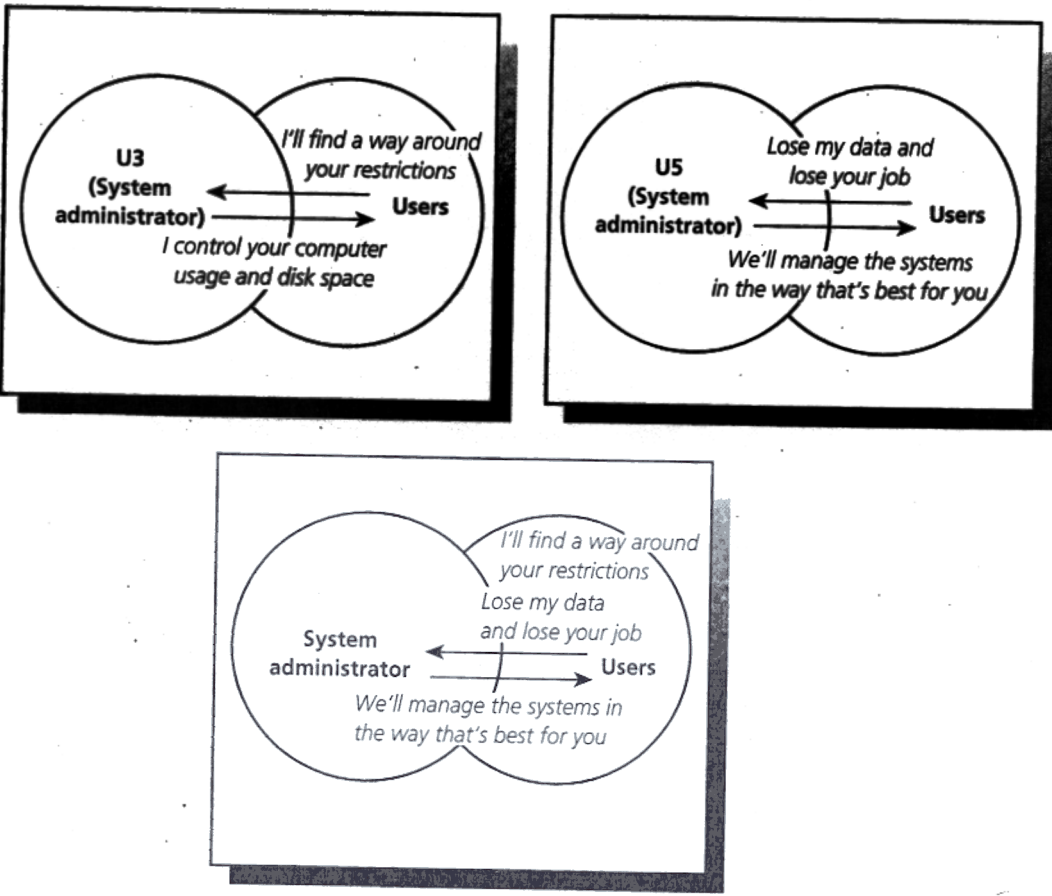 I'll find a way around
your restrictions
U3
(System
administrator)
Users
I control your computer
usage and disk space
Lose my data and
lose your job
U5
(System
administrator)
Users
We'll manage the systems
in the way that's best for you
I'll find a way around
your restrictions
Lose my data
and lose your job
System
administrator
Users
We'll manage the systems in
the way that's best for you